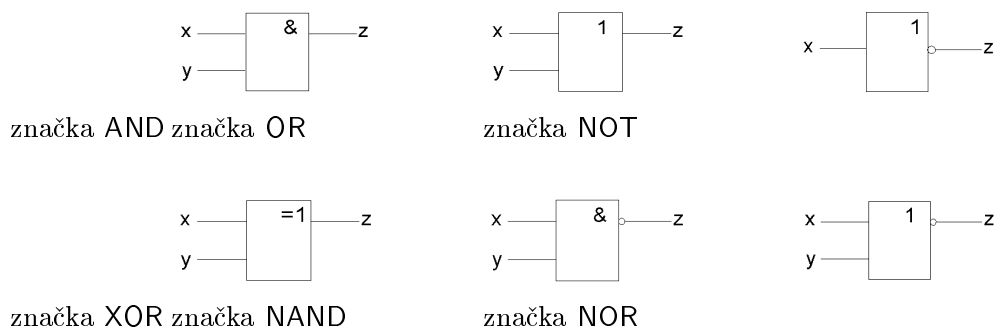 x & z x 1 z x 1 z
y y
značka AND značka OR značka NOT
x =1 z x & z x 1 z
y y y
značka XOR značka NAND značka NOR